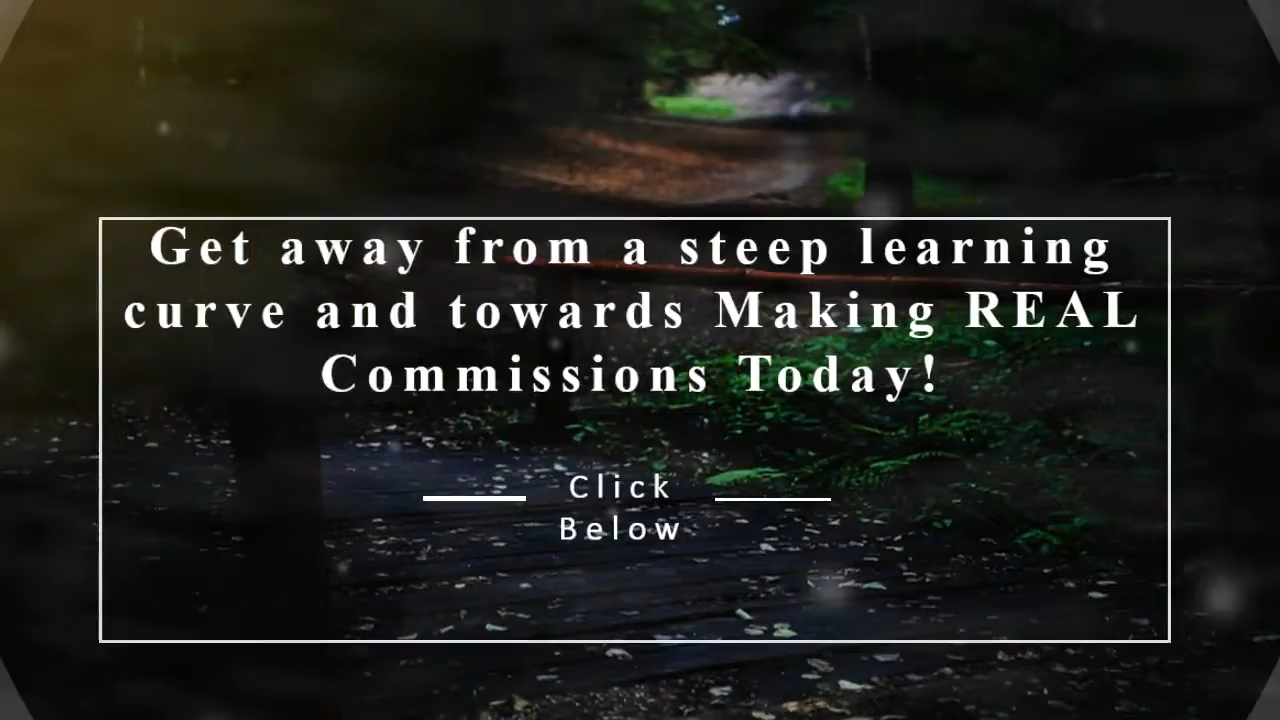 Get away from a steep learning
curve and towards Making REAL
Commissions Today!
Click
Below